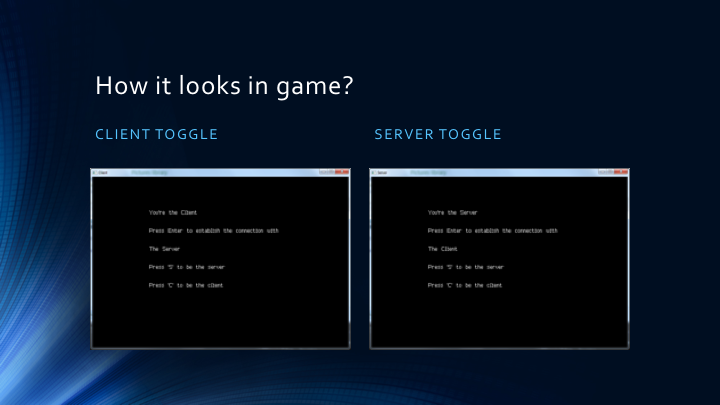 How it looks in game?
CLIENT TOGGLE
SERVER TOGGLE
Client
You're the Client
Press Enter to establish the connection with
The Server
Press 'S' to be the server
Press 'C' to be the client
Server
You're the Server
Press Enter to establish the connection with
The Client
Press 'S' to be the server
Press 'C' to be the client